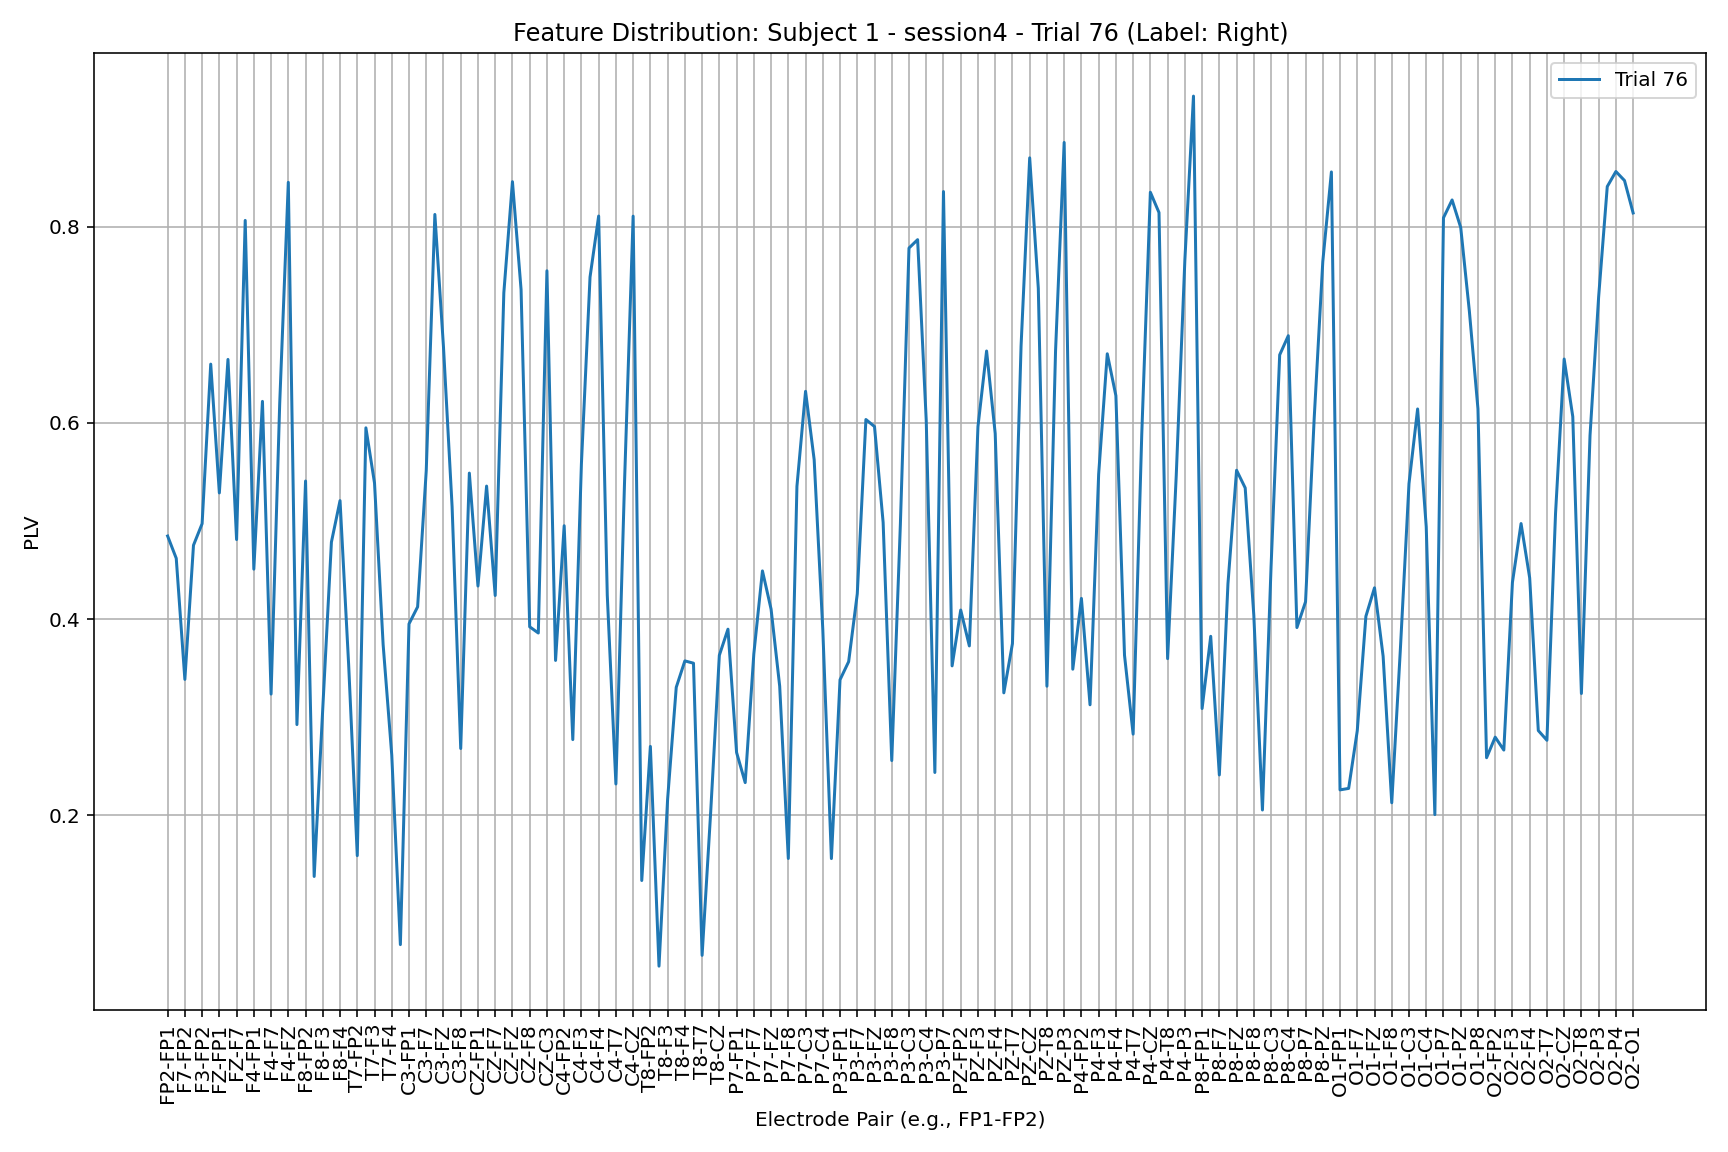 Feature Distribution: Subject 1 - session4 - Trial 76 (Label: Right)
Trial 76
PLV
0.8
0.6
0.4
0.2
FP2-FP1
F7-FP2
F3-FP2
FZ-FP1
FZ-F7
F4-FP1
F4-F7
F4-FZ
F8-FP2
F8-F3
F8-F4
T7-FP2
T7-F3
T7-F4
C3-FP1
C3-F7
C3-FZ
C3-F8
CZ-FP1
CZ-F7
CZ-FZ
CZ-F8
CZ-C3
C4-FP2
C4-F3
C4-F4
C4-T7
C4-CZ
T8-FP2
T8-F3
T8-F4
T8-T7
T8-CZ
P7-FP1
P7-F7
P7-FZ
P7-F8
P7-C3
P7-C4
P3-FP1
P3-F7
P3-FZ
P3-F8
P3-C3
P3-C4
P3-P7
PZ-FP2
PZ-F3
PZ-F4
PZ-T7
PZ-CZ
PZ-T8
PZ-P3
P4-FP2
P4-F3
P4-F4
P4-T7
P4-CZ
P4-T8
P4-P3
P8-FP1
P8-F7
P8-FZ
P8-F8
P8-C3
P8-C4
P8-P7
P8-PZ
O1-FP1
O1-F7
O1-FZ
O1-F8
O1-C3
O1-C4
O1-P7
O1-PZ
O1-P8
O2-FP2
O2-F3
O2-F4
O2-T7
O2-CZ
O2-T8
O2-P3
O2-P4
O2-O1
Electrode Pair (e.g., FP1-FP2)